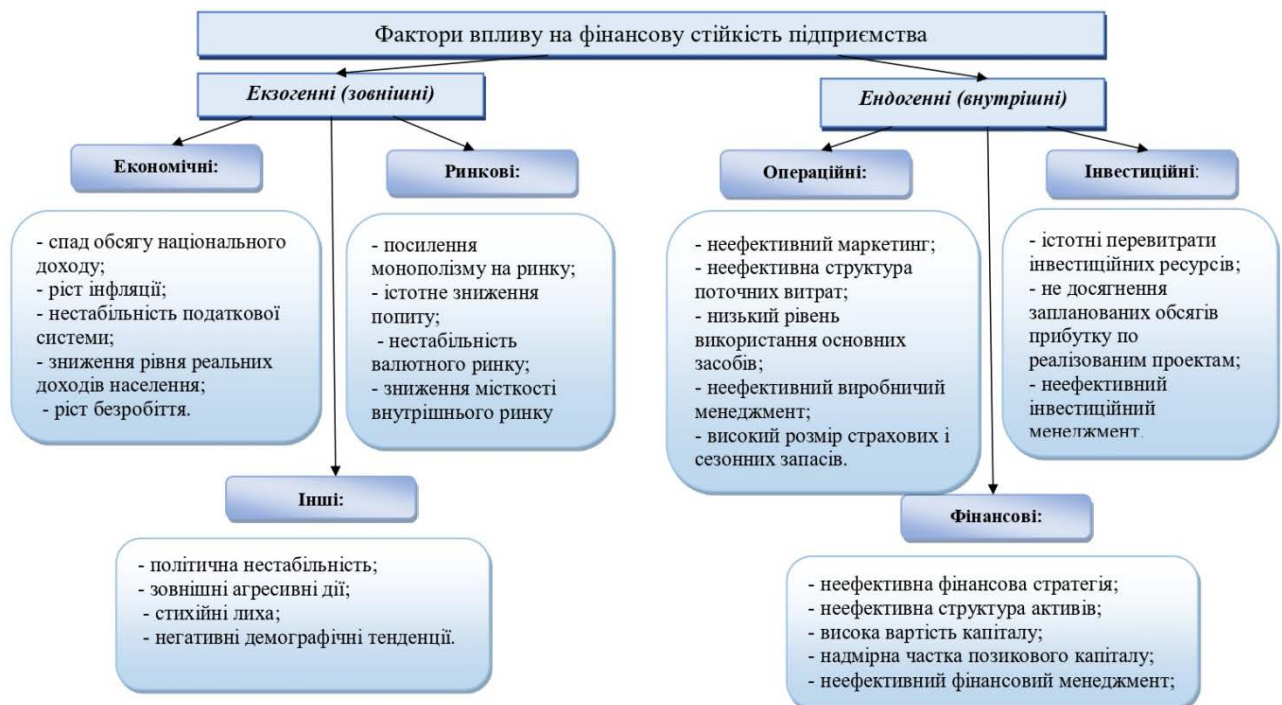 Фактори впливу на фінансову стійкість підприємства
Екзогенні (зовнішні)
Економічні:
- спад обсягу національного
доходу;
- ріст інфляції;
- нестабільність податкової
системи;
- зниження рівня реальних
доходів населення;
- ріст безробіття.
Ринкові:
- посилення
монополізму на ринку;
- істотне зниження
попиту;
- нестабільність
валютного ринку;
- зниження місткості
внутрішнього ринку
Інші:
- політична нестабільність;
- зовнішні агресивні дії;
- стихійні лиха;
- негативні демографічні тенденції.
Ендогенні (внутрішні)
Операційні:
- неефективний маркетинг;
- неефективна структура
поточних витрат;
- низький рівень
використання основних
засобів;
- неефективний виробничий
менеджмент;
- високий розмір страхових і
сезонних запасів.
Інвестиційні:
- істотні перевитрати
інвестиційних ресурсів;
- не досягнення
запланованих обсягів
прибутку по
реалізованим проектам;
- неефективний
інвестиційний
менеджмент.
Фінансові:
- неефективна фінансова стратегія;
- неефективна структура активів;
- висока вартість капіталу;
- надмірна частка позикового капіталу;
- неефективний фінансовий менеджмент;